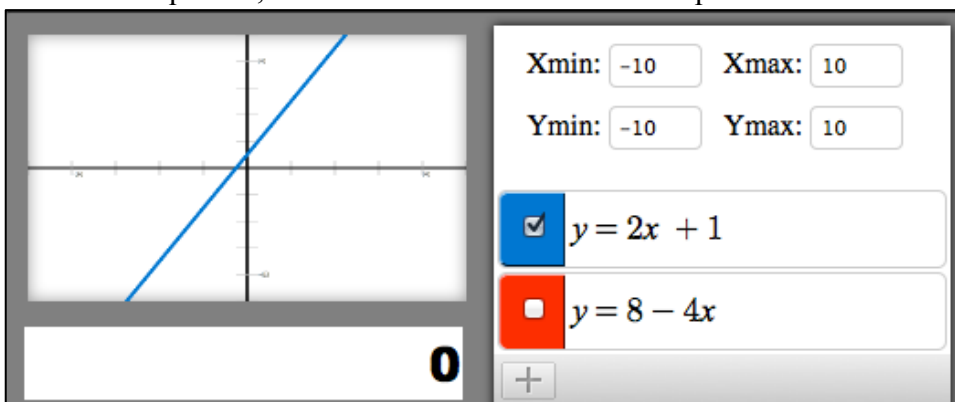 Xmin: -10 Xmax: 10
Ymin: -10 Ymax: 10
y = 2x + 1
y = 8 − 4x
0
+